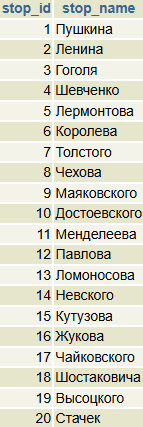 stop_id stop_name
1 Пушкина
2 Ленина
3 Гоголя
4 Шевченко
5 Лермонтова
6 Королева
7 Толстого
8 Чехова
9 Маяковского
10 Достоевского
11 Менделеева
12 Павлова
13 Ломоносова
14 Невского
15 Кутузова
16 Жукова
17 Чайковского
18 Шостаковича
19 Высоцкого
20 Стачек